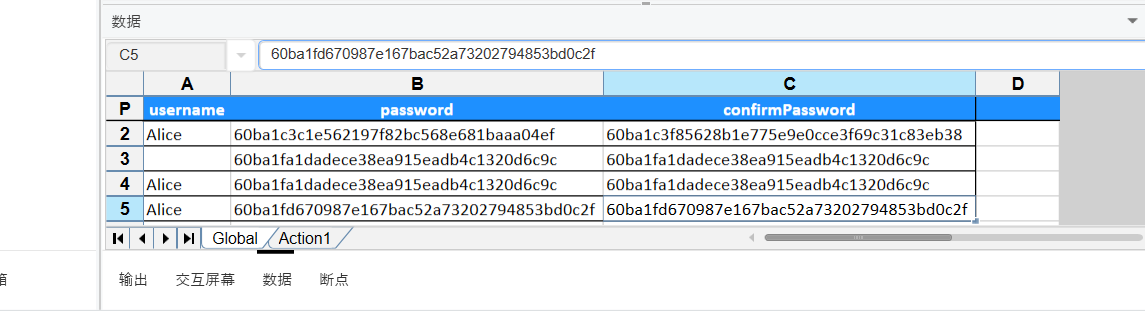 数据
C5 60ba1fd670987e167bac52a73202794853bd0c2f
A B C D
P username password confirmPassword
2 Alice 60ba1c3c1e562197f82bc568e681baaa04ef 60ba1c3f85628b1e775e9e0cce3f69c31c83eb38
3 60ba1fa1dadece38ea915eadb4c1320d6c9c 60ba1fa1dadece38ea915eadb4c1320d6c9c
4 Alice 60ba1fa1dadece38ea915eadb4c1320d6c9c 60ba1fa1dadece38ea915eadb4c1320d6c9c
5 Alice 60ba1fd670987e167bac52a73202794853bd0c2f 60ba1fd670987e167bac52a73202794853bd0c2f
Global Action1
输出 交互屏幕 数据 断点